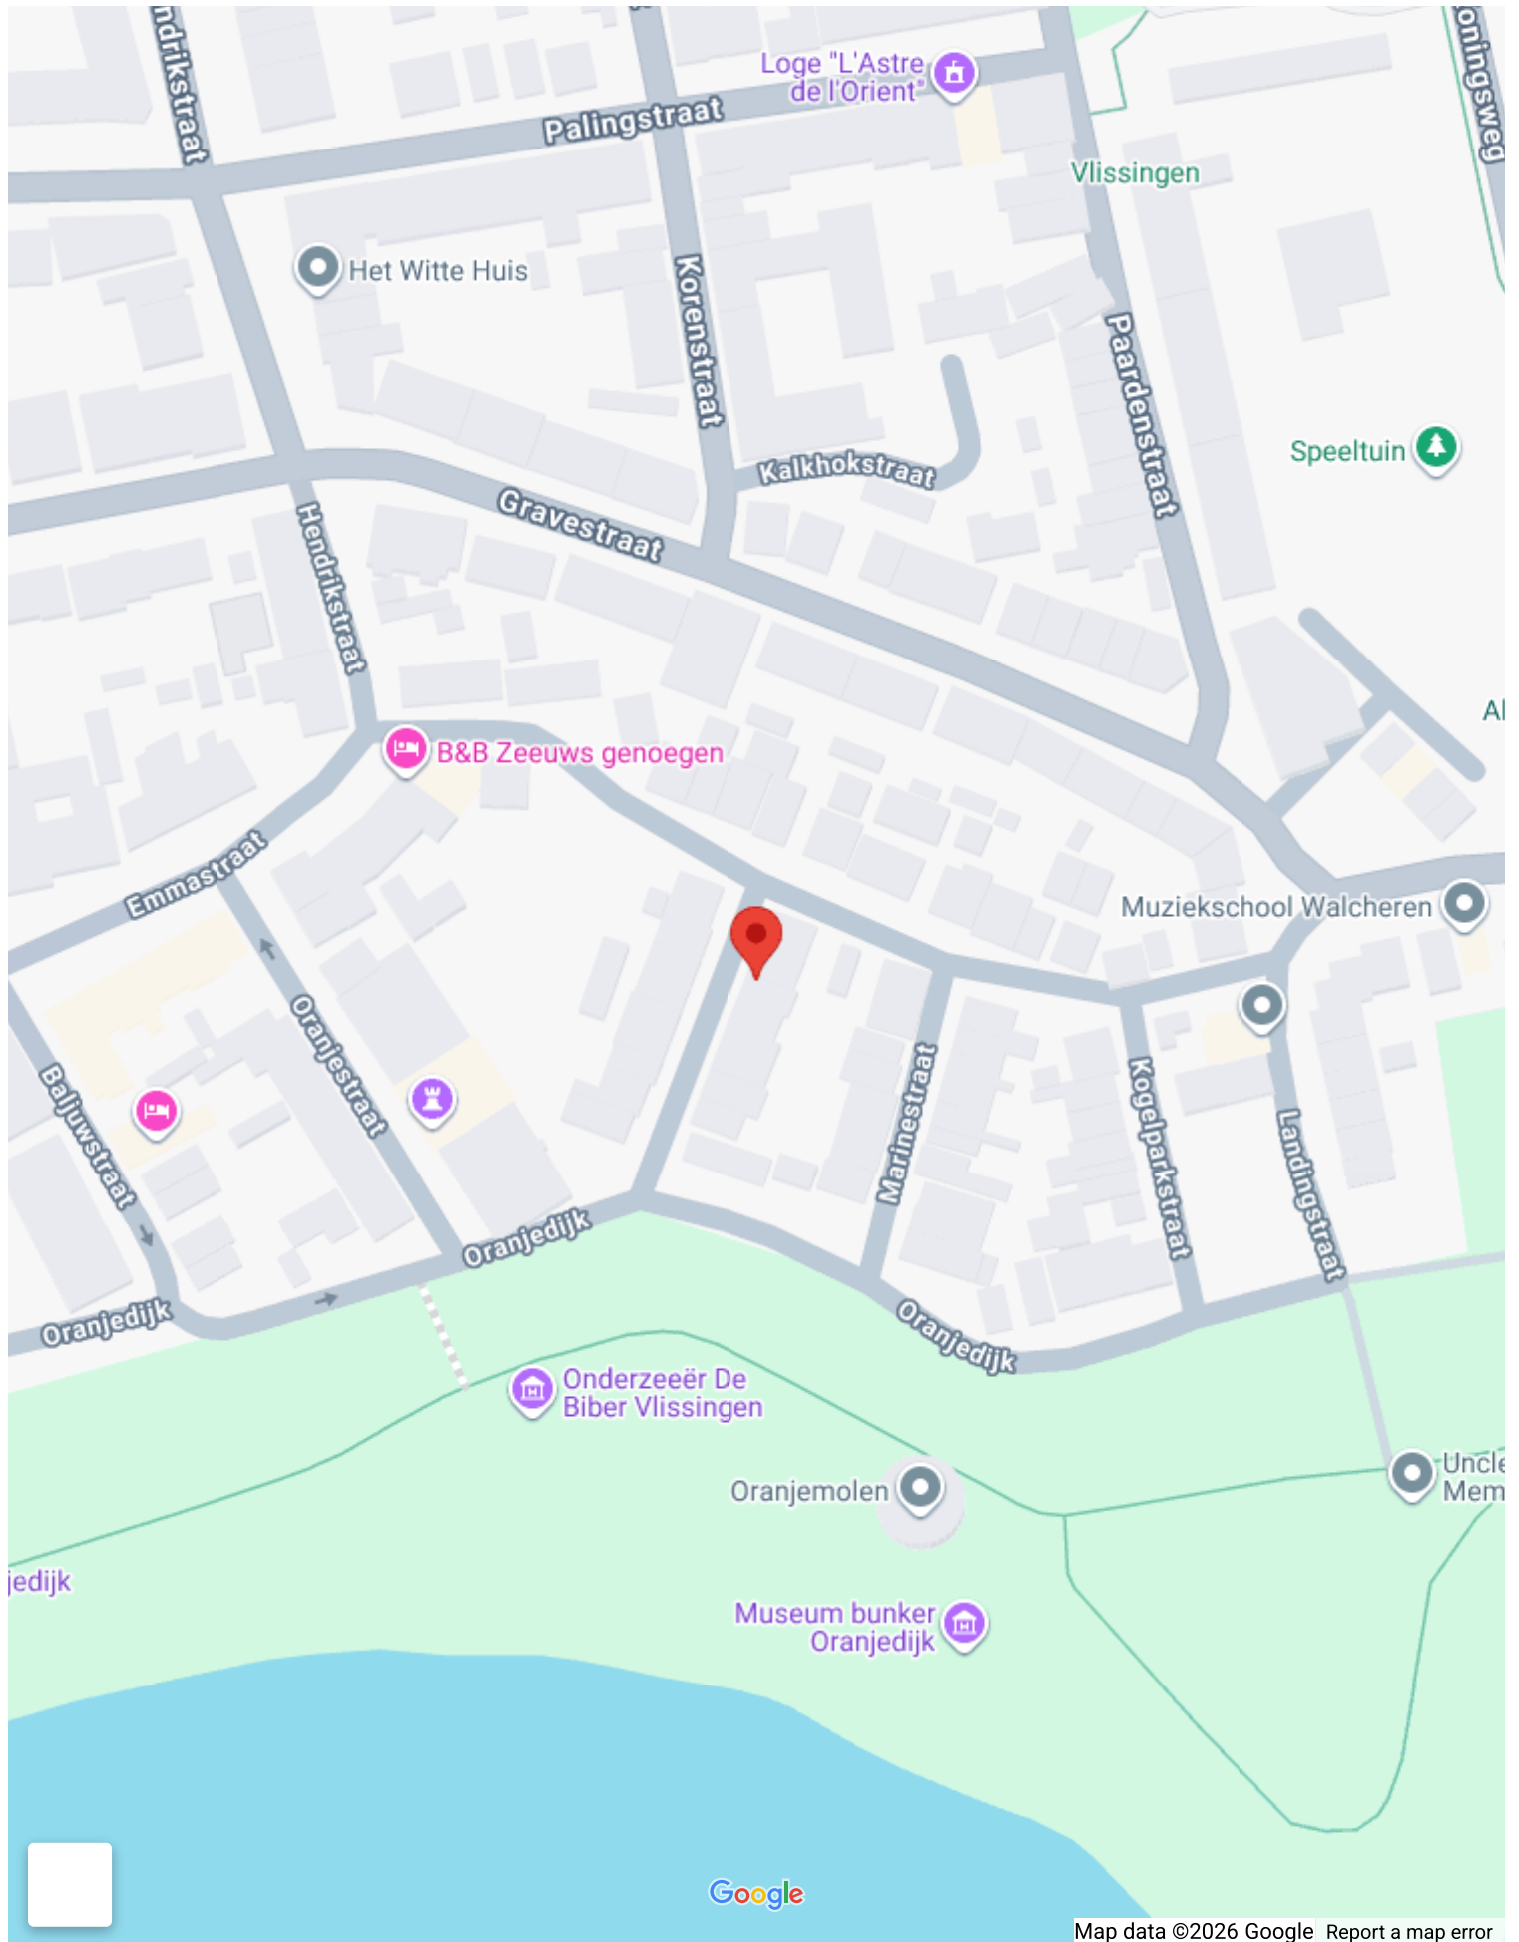 ndrikstraat
Loge "L'Astre
de l'Orient"
oningsweg
Palingstraat
Vlissingen
Het Witte Huis
Korenstraat
Paardenstraat
Speeltuin
Kalkhokstraat
Gravestraat
Hendrikstraat
Al
B&B Zeeuws genoegen
Emmastraat
Muziekschool Walcheren
Oranjestraat
Baljuwstraat
Marinestraat
Kogelparkstraat
Landingstraat
Oranjedijk
Oranjedijk
Oranjedijk
Onderzeeër De
Biber Vlissingen
Oranjemolen
Uncle
Mem
jedijk
Museum bunker
Oranjedijk
Google
Map data ©2026 Google
Report a map error